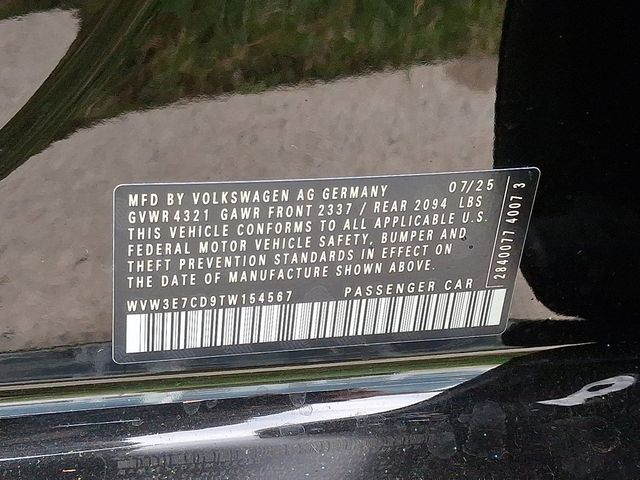 MFD BY VOLKSWAGEN AG GERMANY 07/25
GVWR 4321 GAWR FRONT 2337 / REAR 2094 LBS
THIS VEHICLE CONFORMS TO ALL APPLICABLE U.S.
FEDERAL MOTOR VEHICLE SAFETY, BUMPER AND
THEFT PREVENTION STANDARDS IN EFFECT ON
THE DATE OF MANUFACTURE SHOWN ABOVE.
WVW3E7CD9TW154567 PASSENGER CAR
2840077 4007 3